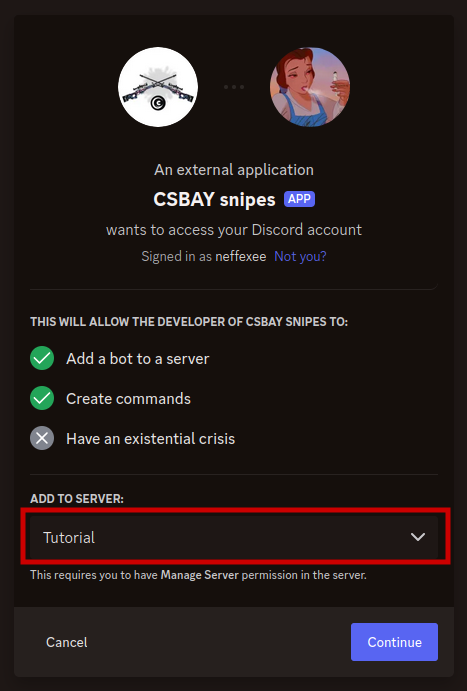 An external application
CSBAY snipes APP
wants to access your Discord account
Signed in as neffexee Not you?
THIS WILL ALLOW THE DEVELOPER OF CSBAY SNIPES TO:
Add a bot to a server
Create commands
Have an existential crisis
ADD TO SERVER:
Tutorial
This requires you to have Manage Server permission in the server.
Cancel Continue